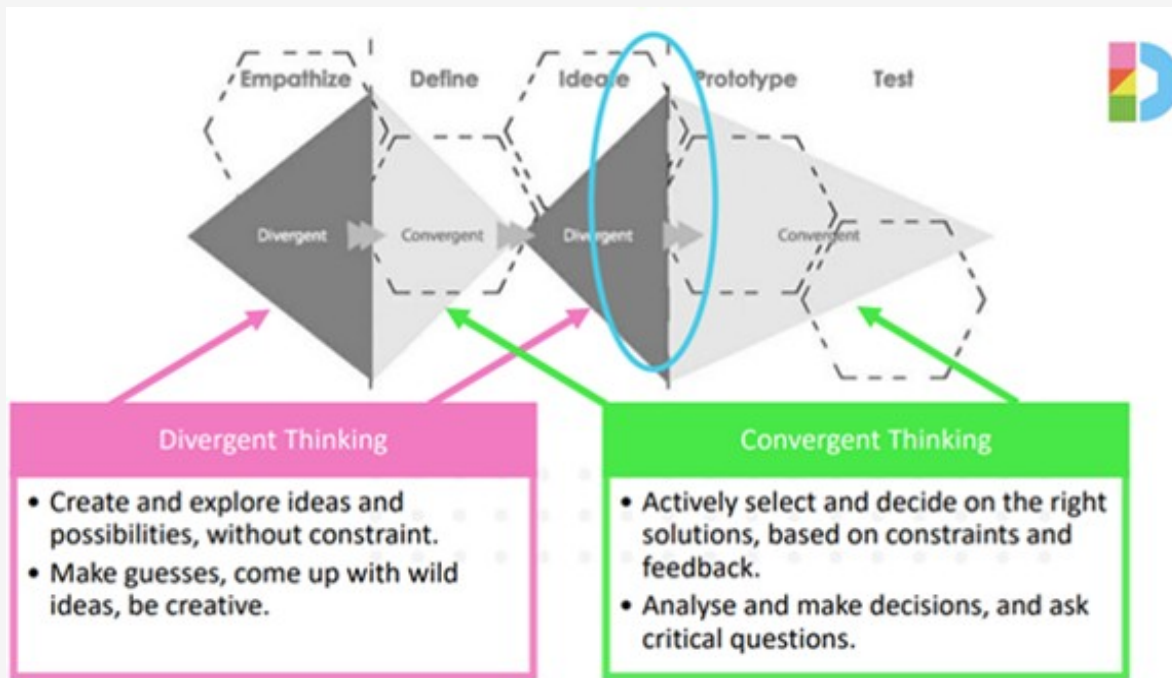 Empathize
Define
Ideate
Prototype
Test
Divergent
Convergent
Divergent
Convergent
Divergent Thinking
• Create and explore ideas and
possibilities, without constraint.
• Make guesses, come up with wild
ideas, be creative.
Convergent Thinking
• Actively select and decide on the right
solutions, based on constraints and
feedback.
• Analyse and make decisions, and ask
critical questions.